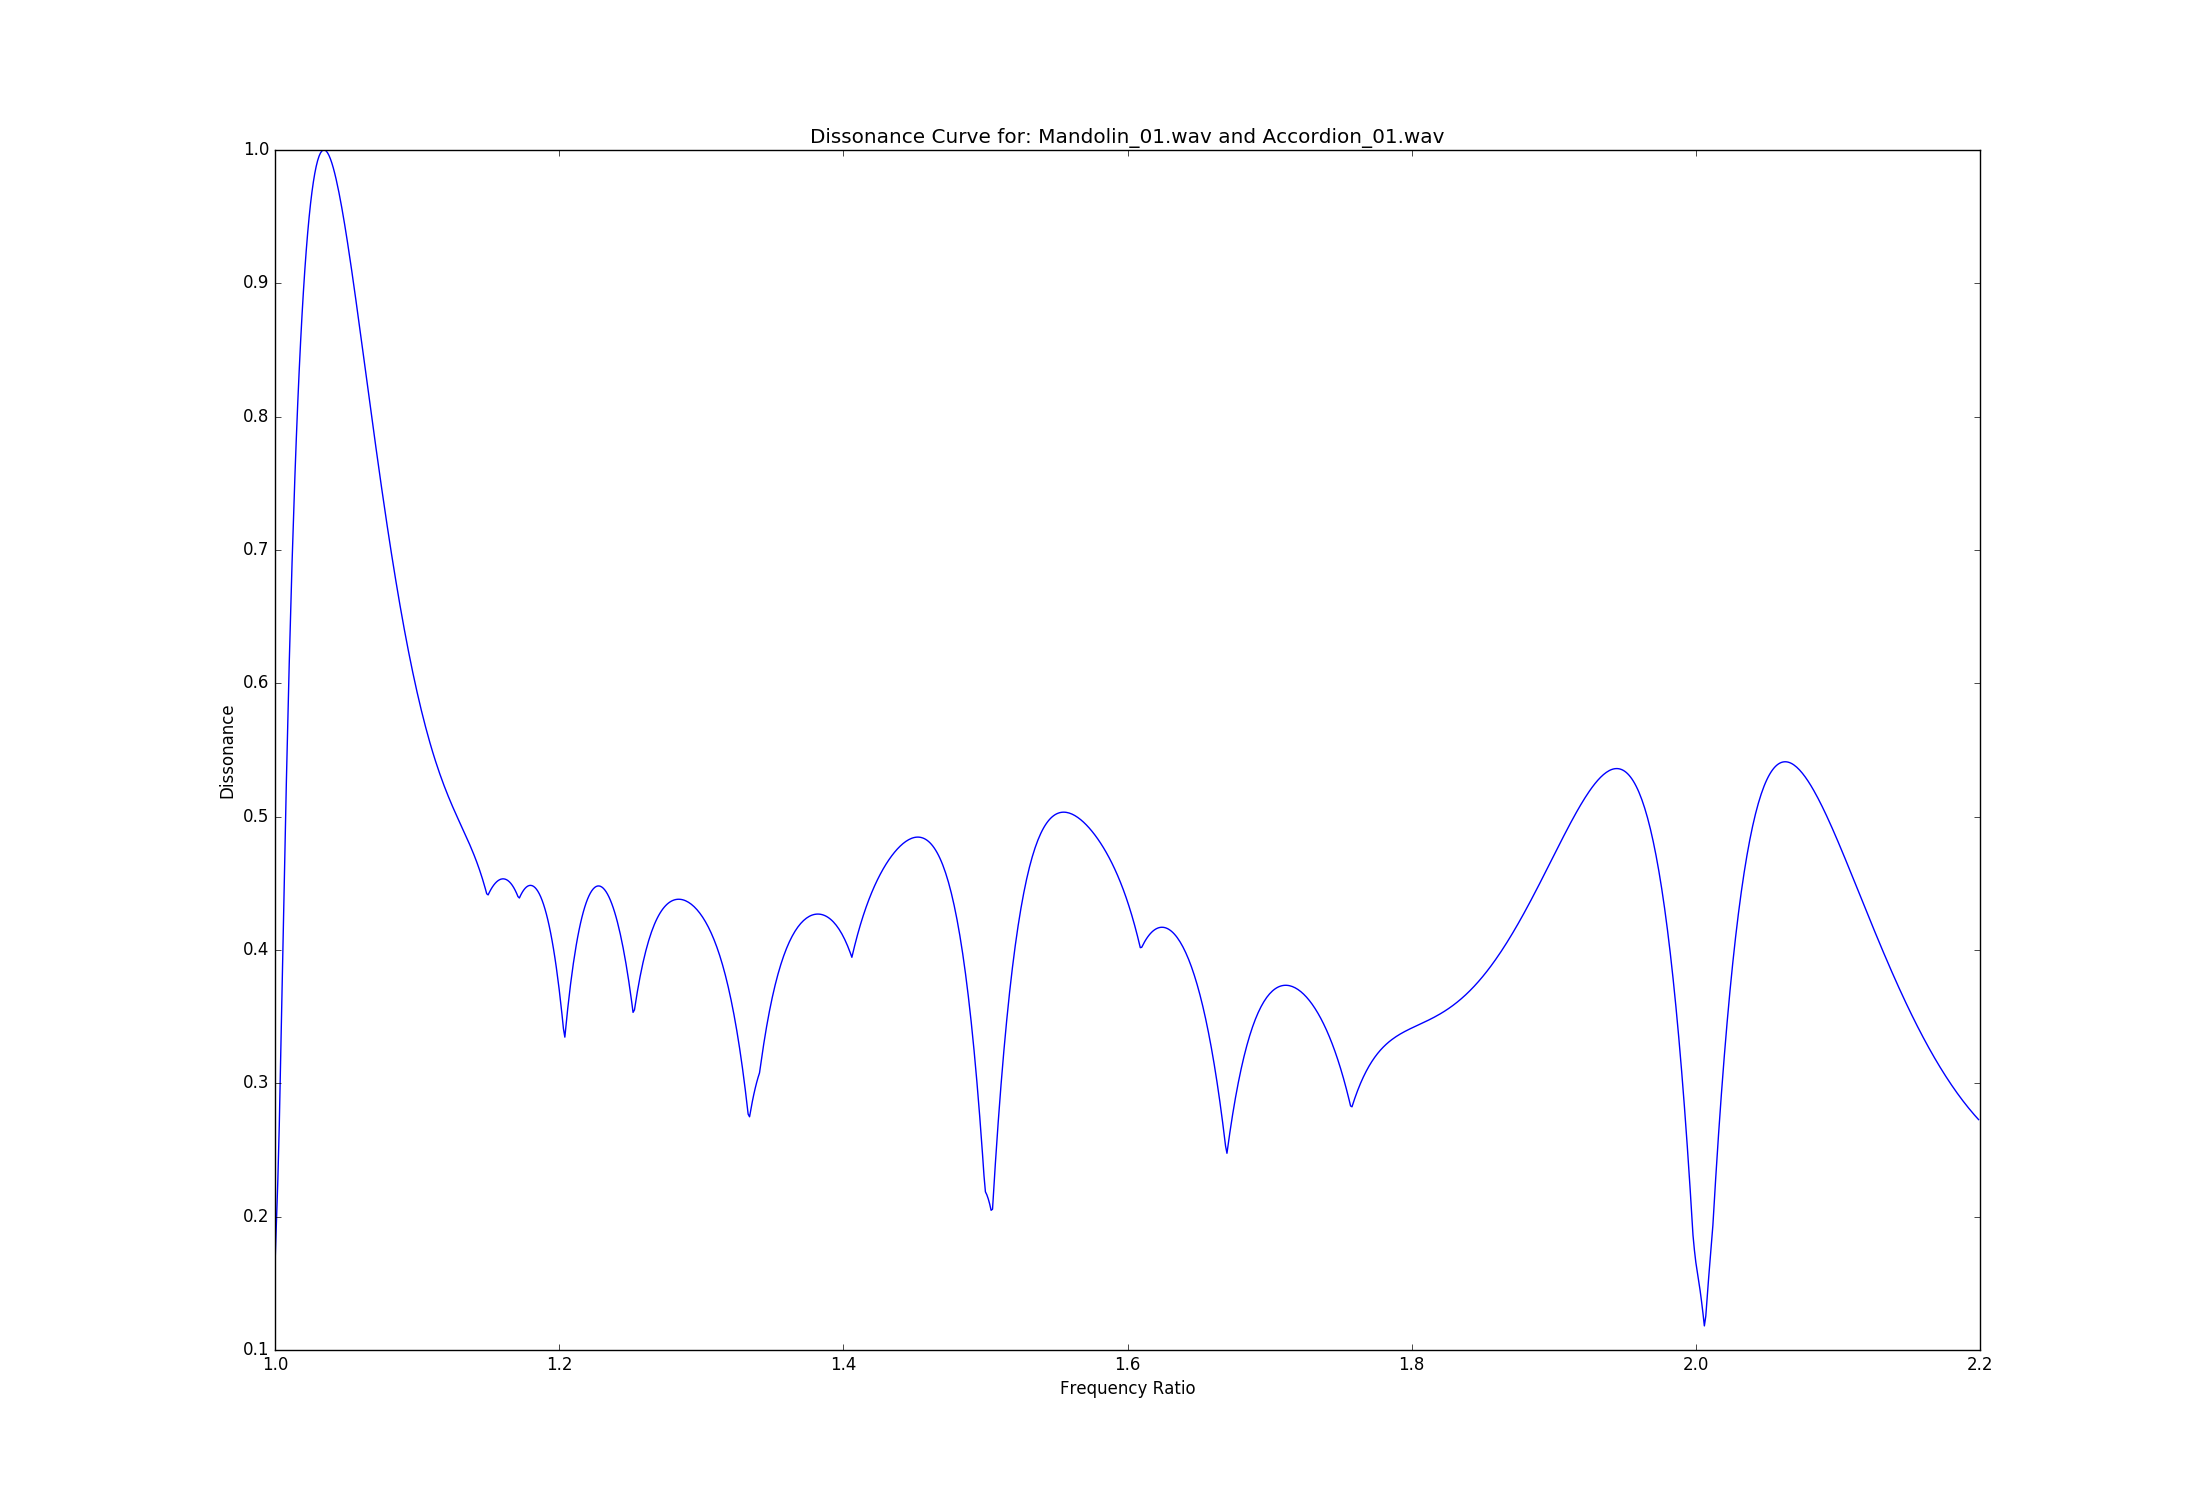 Dissonance Curve for: Mandolin_01.wav and Accordion_01.wav
1.0
0.9
0.8
0.7
0.6
0.5
0.4
0.3
0.2
0.1
Dissonance
1.0 1.2 1.4 1.6 1.8 2.0 2.2
Frequency Ratio